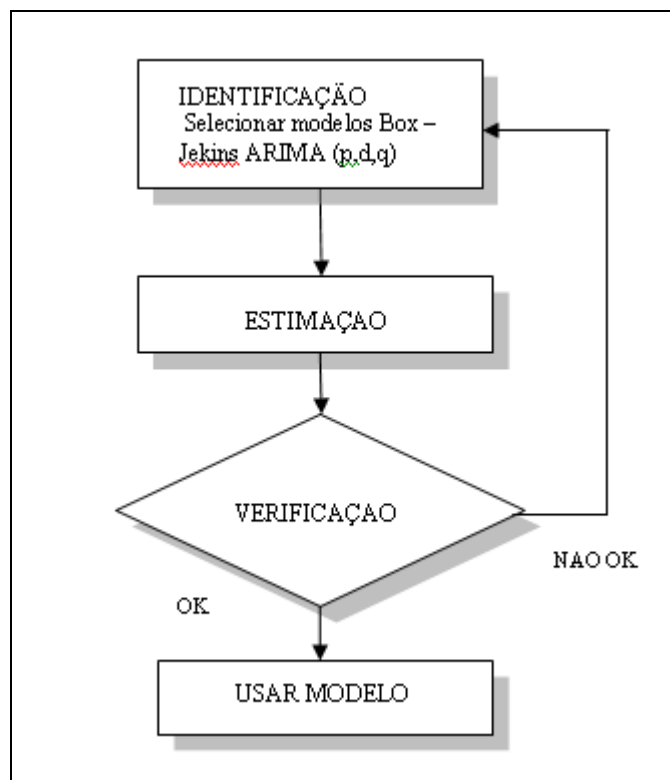 IDENTIFICAÇÃO
Selecionar modelos Box –
Jekins ARIMA (p,d,q)
ESTIMAÇAO
VERIFICAÇAO
NAO OK
OK
USAR MODELO